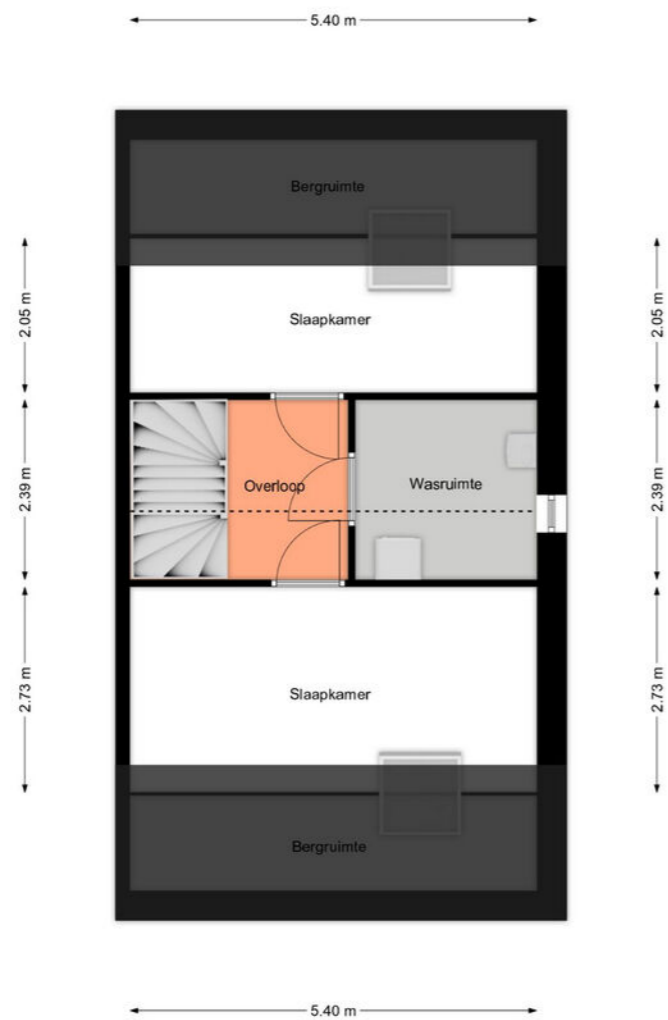 5.40 m
Bergruimte
2.05 m
2.05 m
Slaapkamer
2.39 m
Overloop
Wasruimte
2.39 m
2.73 m
Slaapkamer
2.73 m
Bergruimte
5.40 m